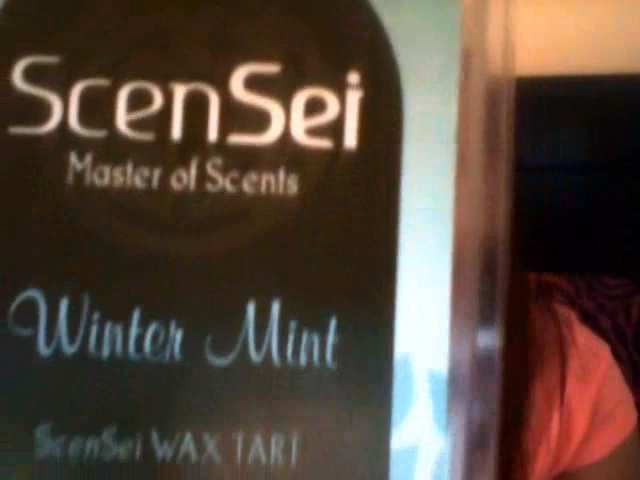 ScenSei
Master of Scents
Winter Mint
ScenSei WAX TART